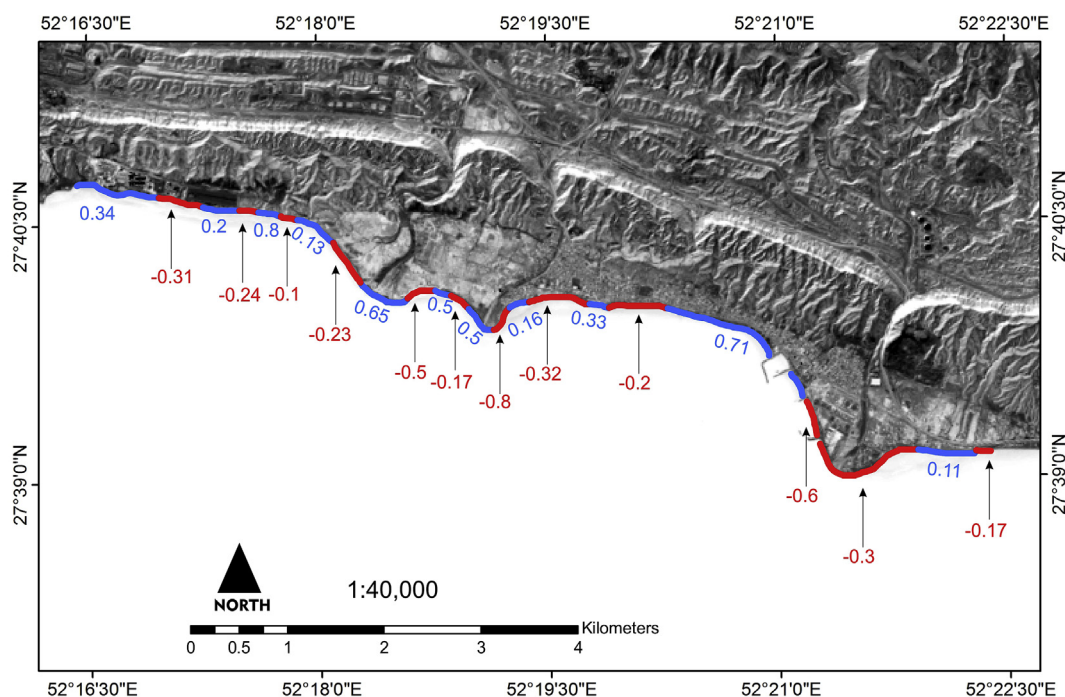 52°16'30"E 52°18'0"E 52°19'30"E 52°21'0"E 52°22'30"E
27°40'30"N 27°40'30"N
0.34 0.2 0.8 0.13
-0.31 -0.24 -0.1 -0.23
0.65 0.5 0.5 0.16 0.33 0.71
-0.5 -0.17 -0.8 -0.32 -0.2
27°39'0"N 27°39'0"N
0.11
-0.6 -0.3 -0.17
NORTH
1:40,000
Kilometers
0 0.5 1 2 3 4
52°16'30"E 52°18'0"E 52°19'30"E 52°21'0"E 52°22'30"E